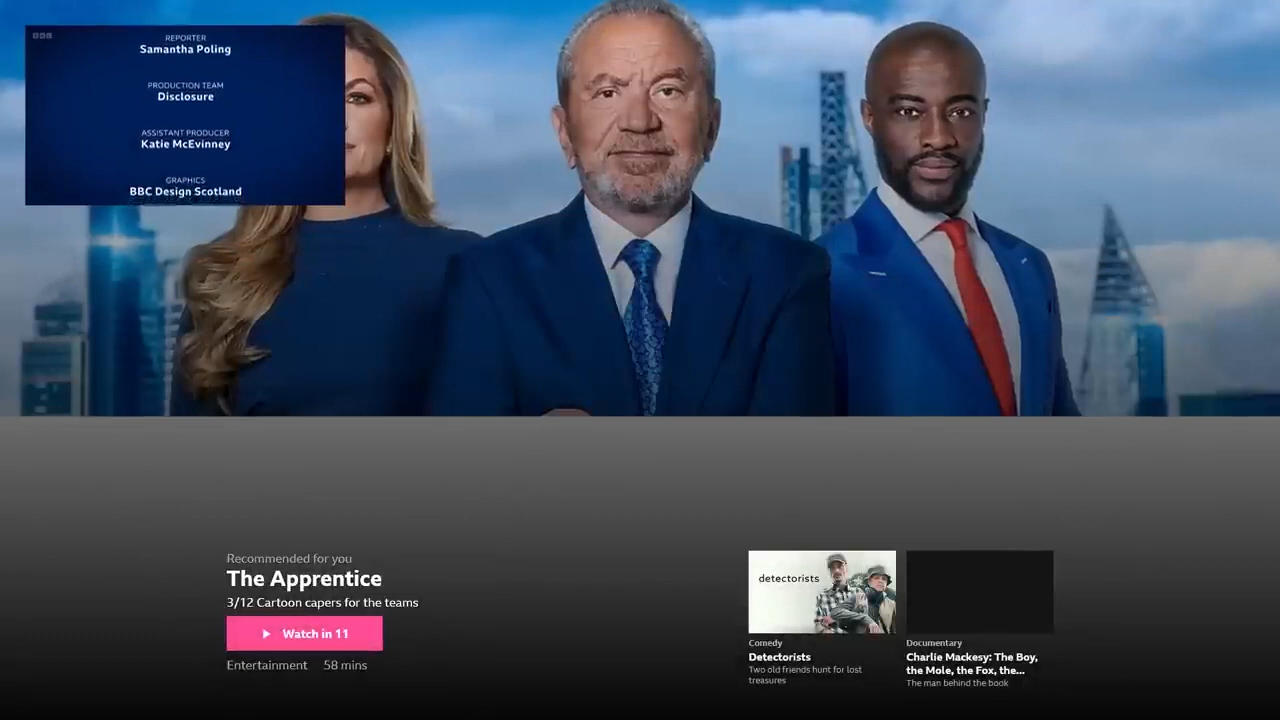 BBC
REPORTER
Samantha Poling
PRODUCTION TEAM
Disclosure
ASSISTANT PRODUCER
Katie McEvinney
GRAPHICS
BBC Design Scotland
Recommended for you
The Apprentice
3/12 Cartoon capers for the teams
Watch in 11
Entertainment 58 mins
detectorists
Comedy
Detectorists
Two old friends hunt for lost
treasures
Documentary
Charlie Mackesy: The Boy,
the Mole, the Fox, the...
The man behind the book